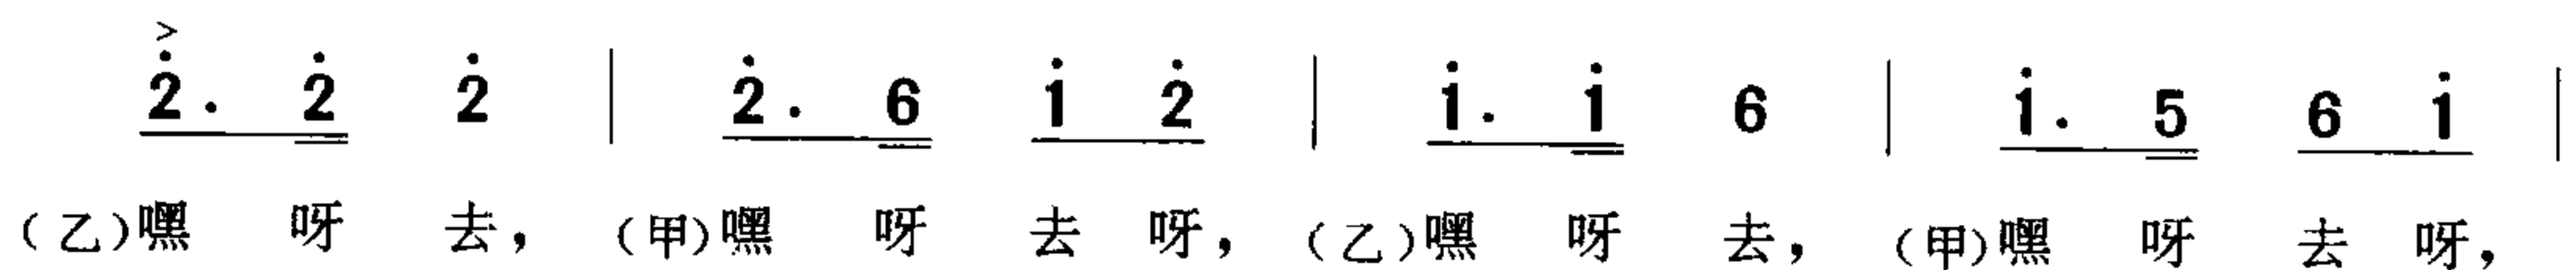 2̇. 2̇ 2̇ | 2̇. 6 1̇ 2̇ | 1̇. 1̇ 6 | 1̇. 5 6 1̇ |
（乙）嘿 呀 去，（甲）嘿 呀 去 呀，（乙）嘿 呀 去，（甲）嘿 呀 去 呀，